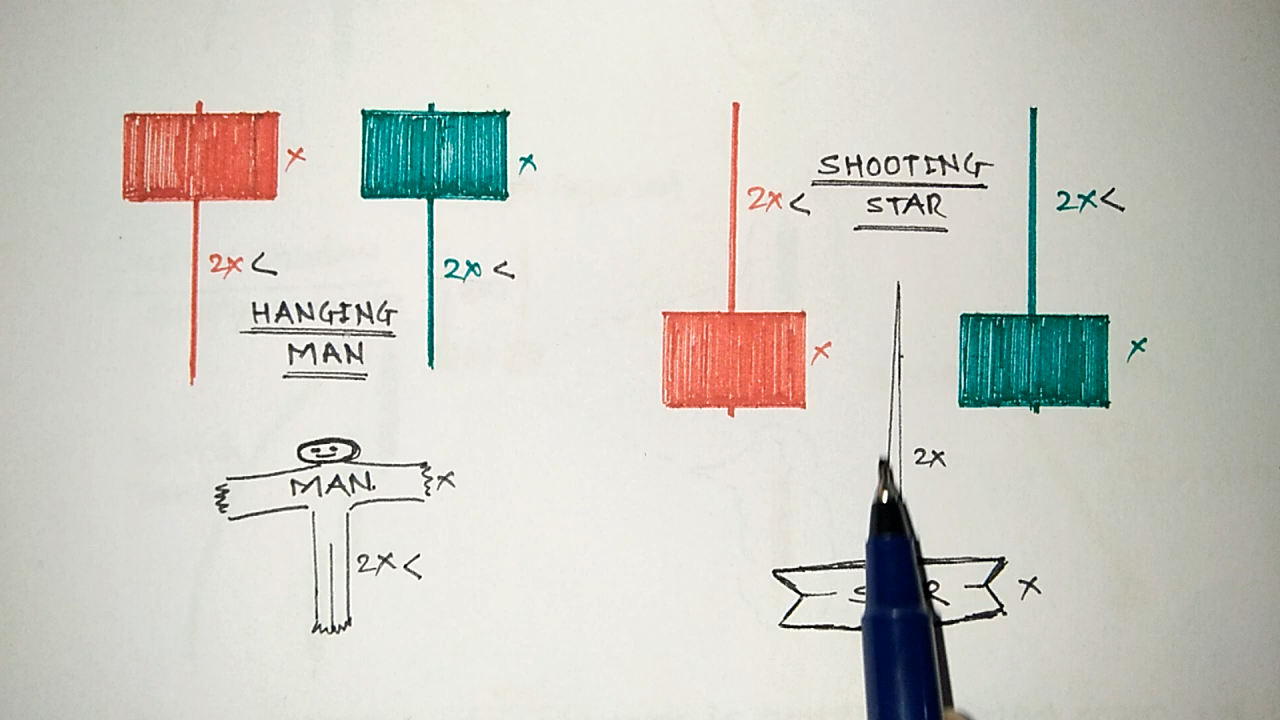 x
x
2x <
2x <
HANGING
MAN
MAN.
x
2x <
SHOOTING
STAR
2x <
2x <
x
x
2x
x